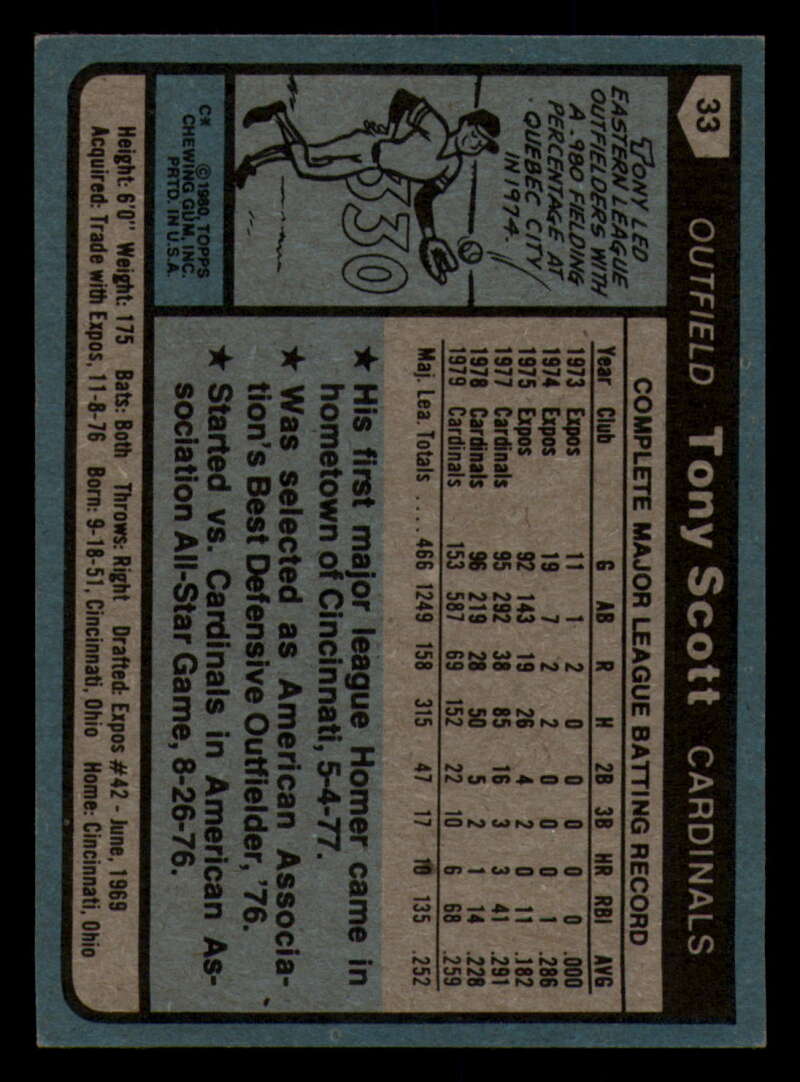 33 OUTFIELD Tony Scott CARDINALS
TONY LED
EASTERN LEAGUE
OUTFIELDERS WITH
A .980 FIELDING
PERCENTAGE AT
QUEBEC CITY
IN 1974.
330
C* © 1980, TOPPS
CHEWING GUM, INC.
PRTD. IN U.S.A.
COMPLETE MAJOR LEAGUE BATTING RECORD
Year Club G AB R H 2B 3B HR RBI AVG
1973 Expos 11 1 2 0 0 0 0 0 .000
1974 Expos 19 7 2 2 0 0 0 1 .286
1975 Expos 92 143 19 26 4 2 0 11 .182
1977 Cardinals 95 292 38 85 16 3 3 41 .291
1978 Cardinals 96 219 28 50 5 2 1 14 .228
1979 Cardinals 153 587 69 152 22 10 6 68 .259
Maj. Lea. Totals .... 466 1249 158 315 47 17 10 135 .252
★ His first major league Homer came in
hometown of Cincinnati, 5-4-77.
★ Was selected as American Associa-
tion's Best Defensive Outfielder, '76.
★ Started vs. Cardinals in American As-
sociation All-Star Game, 8-26-76.
Height: 6'0" Weight: 175 Bats: Both Throws: Right Drafted: Expos #42 - June, 1969
Acquired: Trade with Expos, 11-8-76 Born: 9-18-51, Cincinnati, Ohio Home: Cincinnati, Ohio